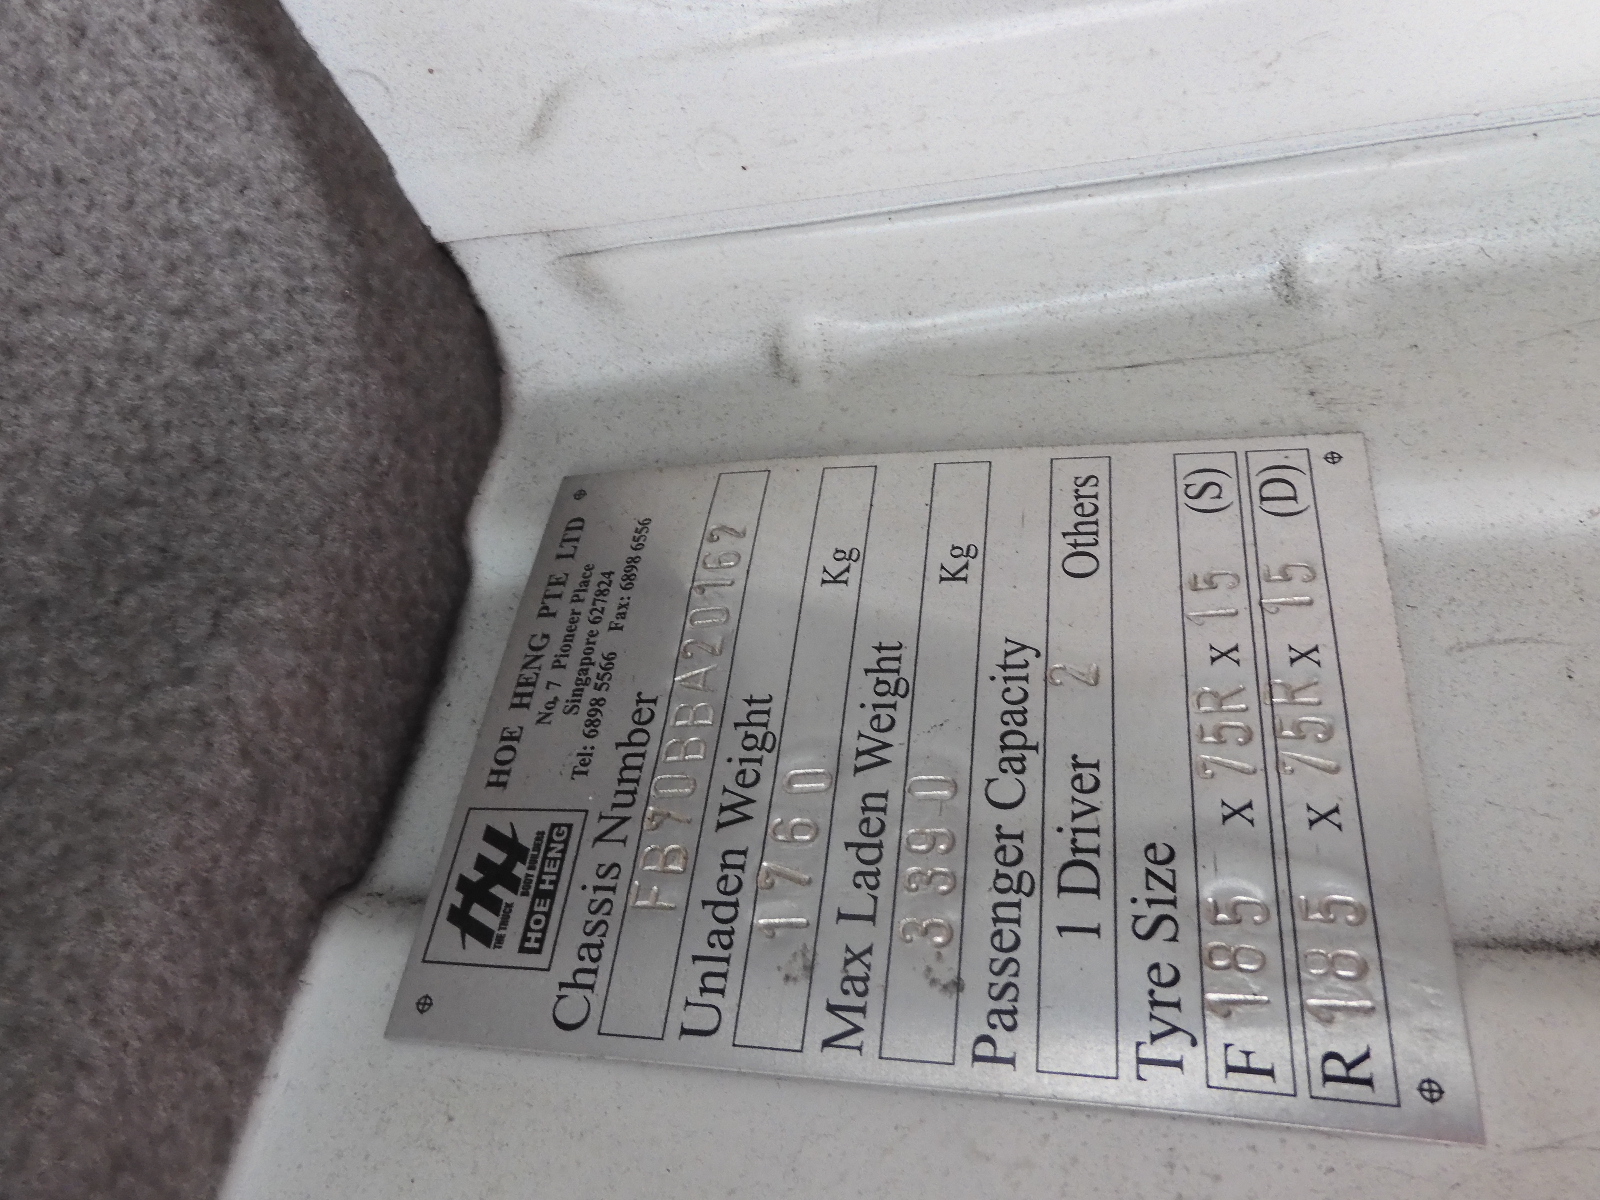 THE TRUCK BODY BUILDERS
HOE HENG
HOE HENG PTE LTD
No. 7 Pioneer Place
Singapore 627824
Tel: 6898 5566 Fax: 6898 6556
Chassis Number
FB70BBA20162
Unladen Weight
1760 Kg
Max Laden Weight
3390 Kg
Passenger Capacity
1 Driver 2 Others
Tyre Size
F 185 X 75R X 15 (S)
R 185 X 75R X 15 (D)